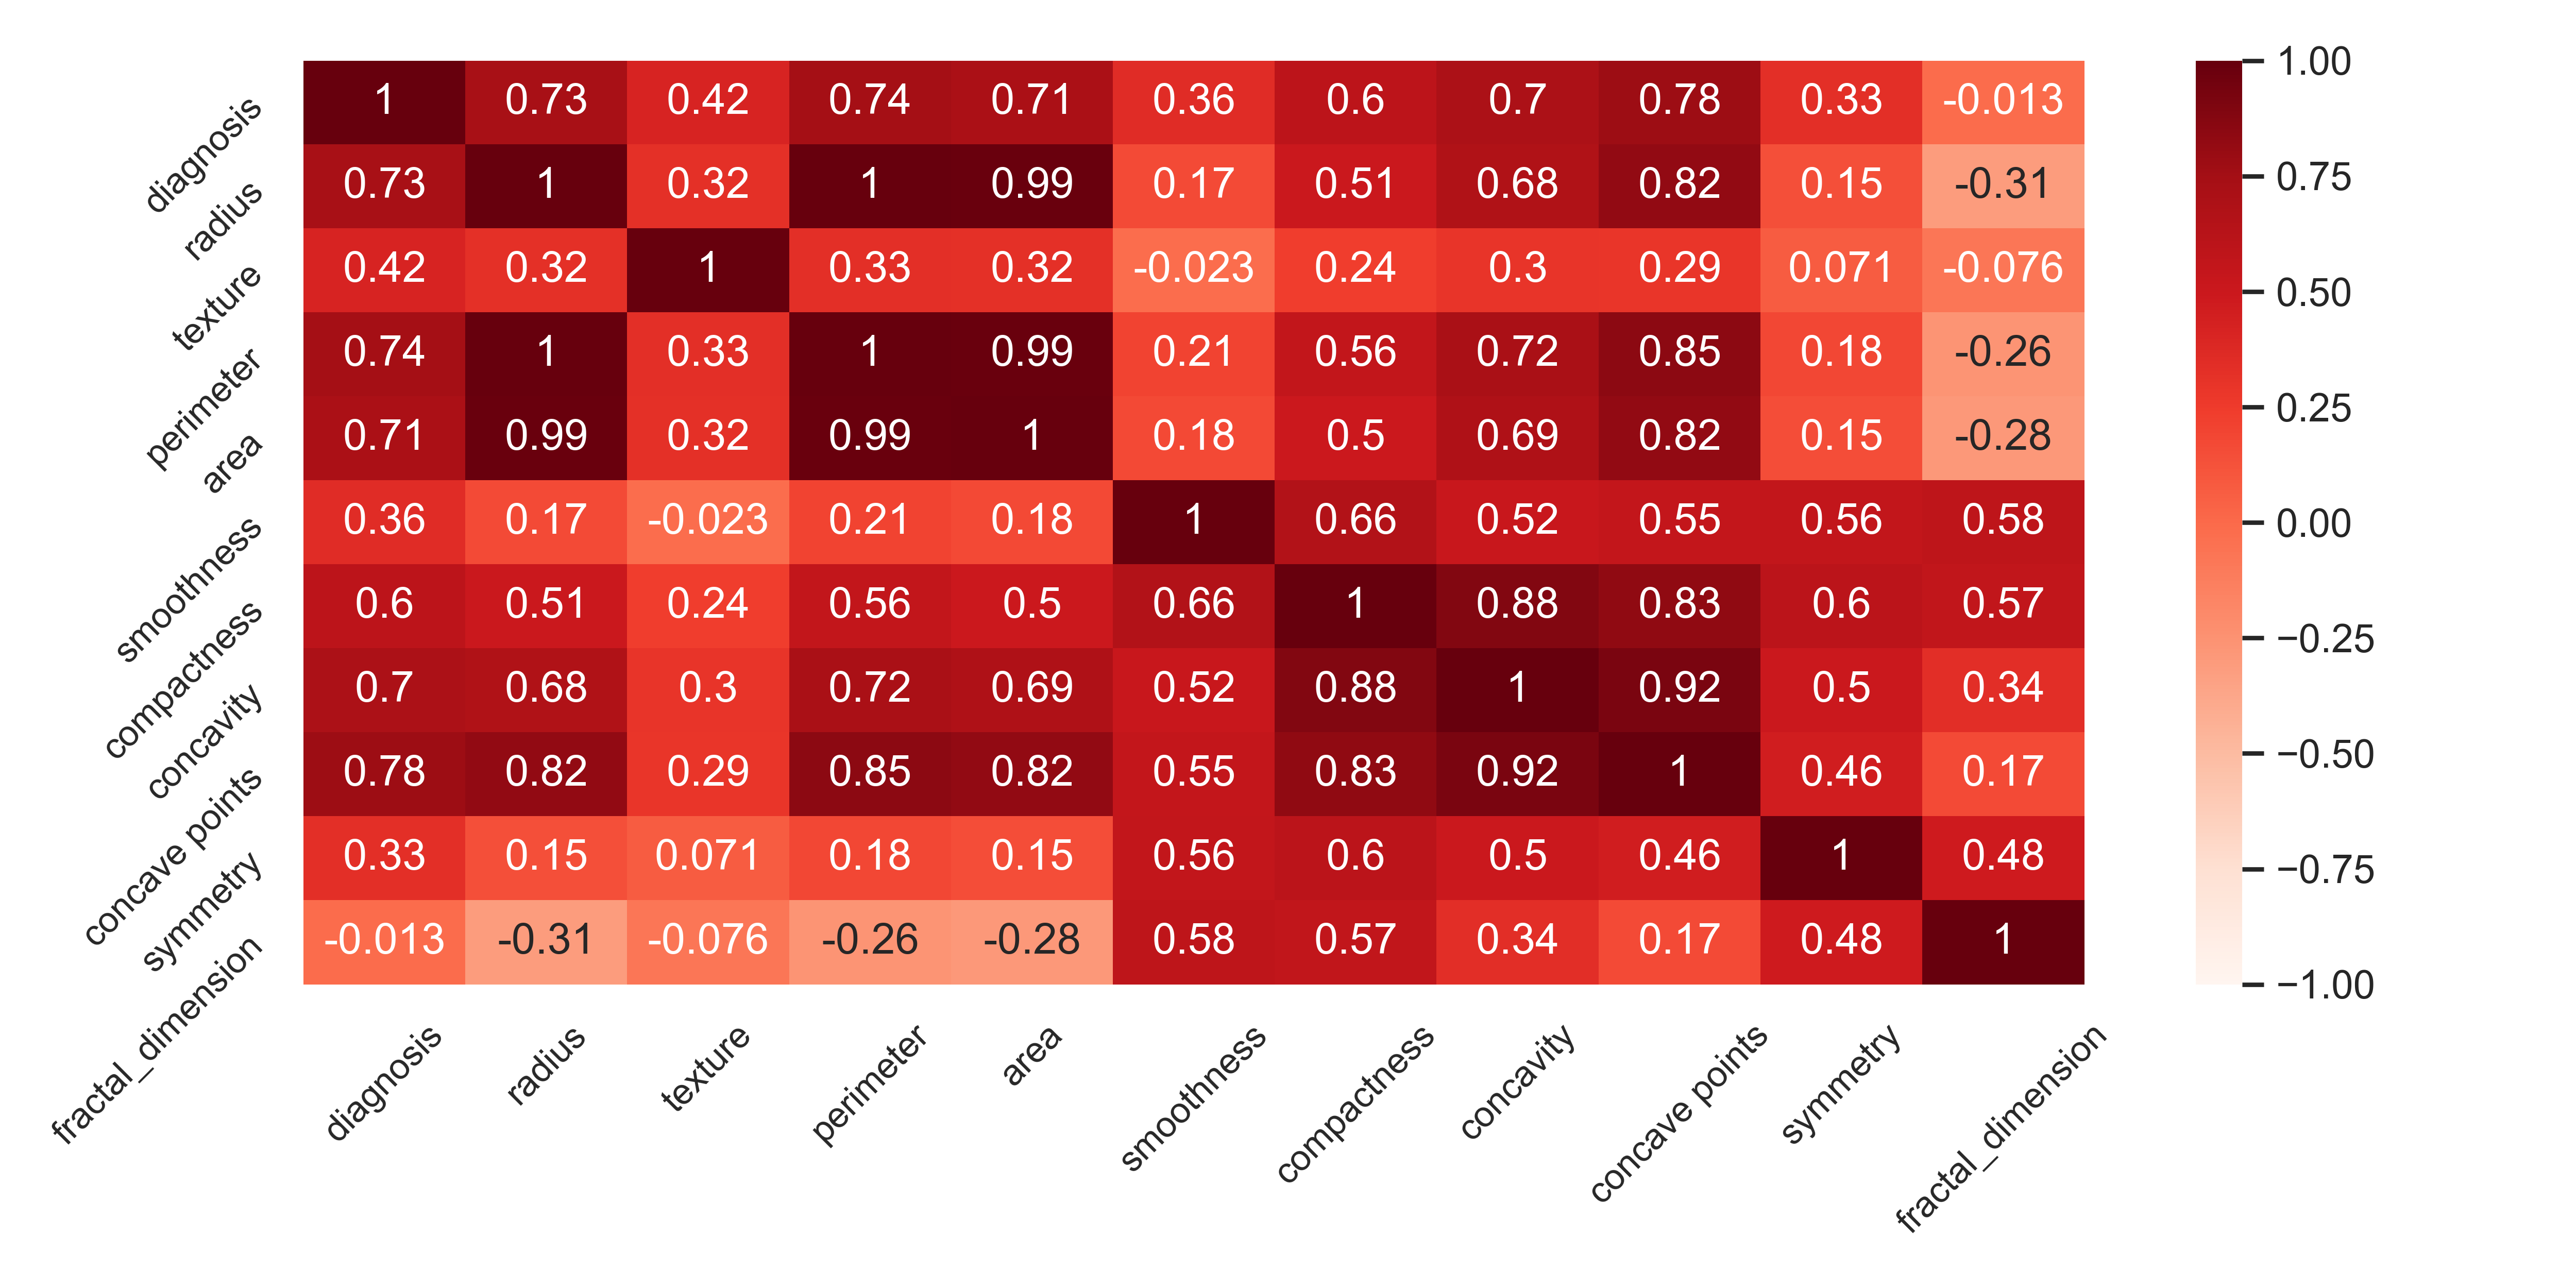 diagnosis 1 0.73 0.42 0.74 0.71 0.36 0.6 0.7 0.78 0.33 -0.013
radius 0.73 1 0.32 1 0.99 0.17 0.51 0.68 0.82 0.15 -0.31
texture 0.42 0.32 1 0.33 0.32 -0.023 0.24 0.3 0.29 0.071 -0.076
perimeter 0.74 1 0.33 1 0.99 0.21 0.56 0.72 0.85 0.18 -0.26
area 0.71 0.99 0.32 0.99 1 0.18 0.5 0.69 0.82 0.15 -0.28
smoothness 0.36 0.17 -0.023 0.21 0.18 1 0.66 0.52 0.55 0.56 0.58
compactness 0.6 0.51 0.24 0.56 0.5 0.66 1 0.88 0.83 0.6 0.57
concavity 0.7 0.68 0.3 0.72 0.69 0.52 0.88 1 0.92 0.5 0.34
concave points 0.78 0.82 0.29 0.85 0.82 0.55 0.83 0.92 1 0.46 0.17
symmetry 0.33 0.15 0.071 0.18 0.15 0.56 0.6 0.5 0.46 1 0.48
fractal_dimension -0.013 -0.31 -0.076 -0.26 -0.28 0.58 0.57 0.34 0.17 0.48 1
diagnosis radius texture perimeter area smoothness compactness concavity concave points symmetry fractal_dimension
1.00
0.75
0.50
0.25
0.00
−0.25
−0.50
−0.75
−1.00